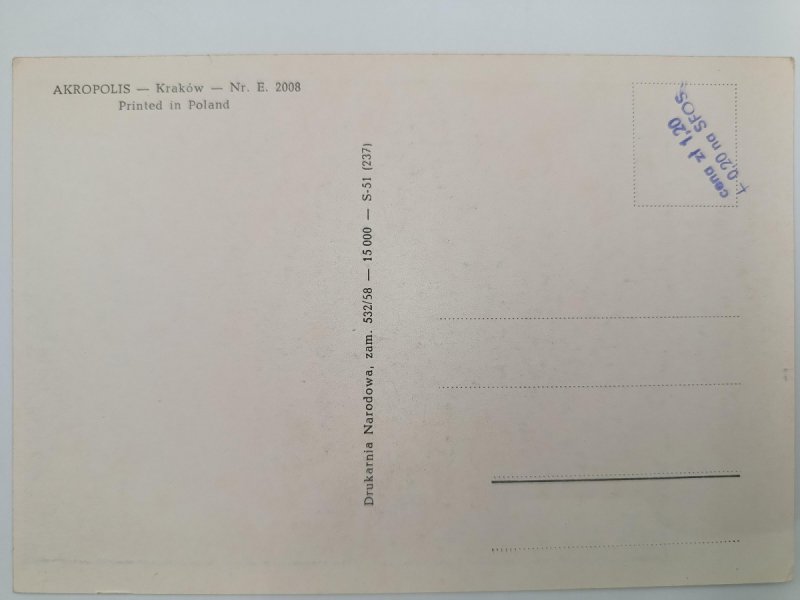 AKROPOLIS — Kraków — Nr. E. 2008
Printed in Poland
Drukarnia Narodowa, zam. 532/58 — 15 000 — S-51 (237)
cena zł 1,20
+ 0,20 na SFOS